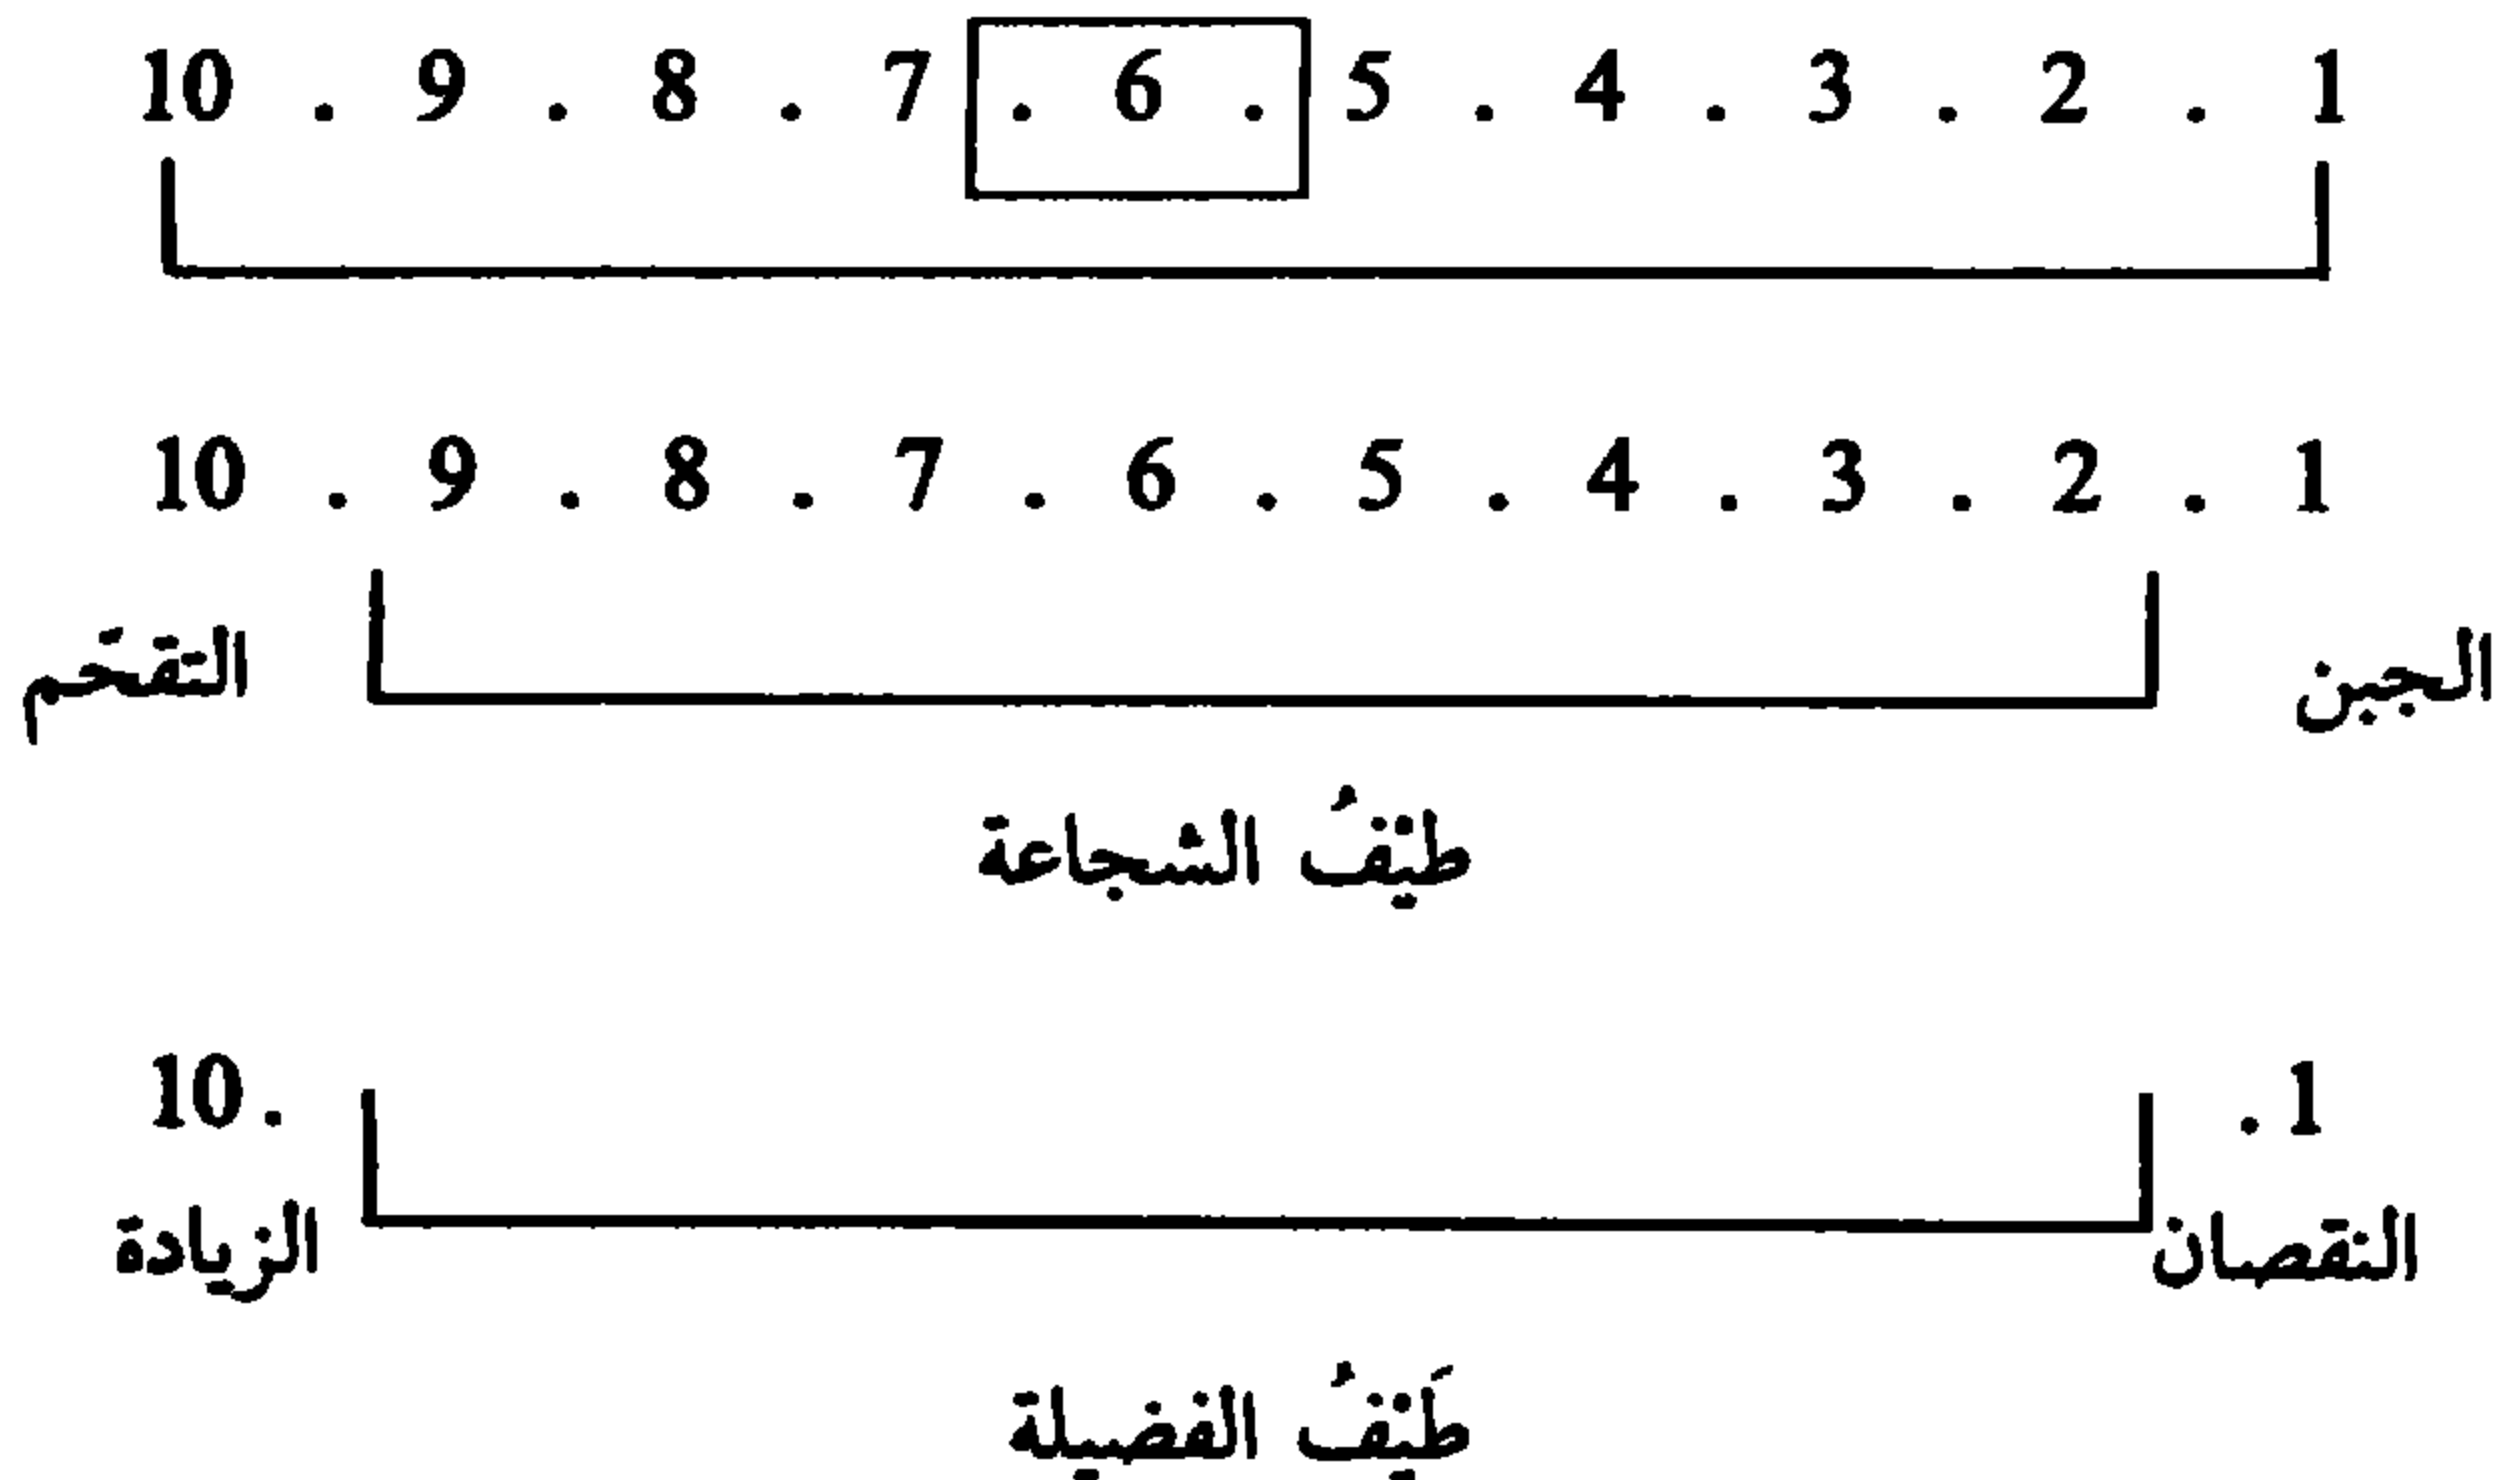 10 . 9 . 8 . 7 . 6 . 5 . 4 . 3 . 2 . 1
10 . 9 . 8 . 7 . 6 . 5 . 4 . 3 . 2 . 1
الجبن التقحّم
طيفُ الشجاعة
10 . . 1
النقصان الزيادة
طَيفُ الفضيلة